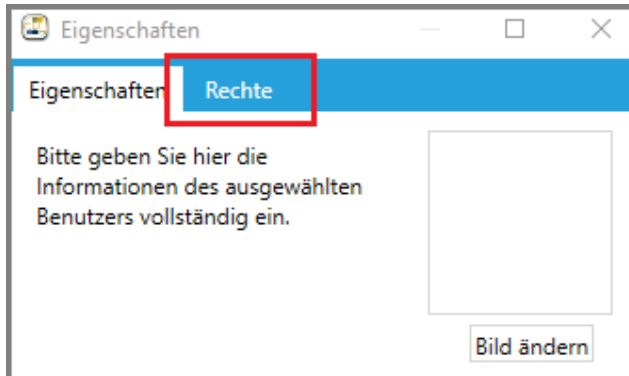 Eigenschaften
Eigenschaften Rechte
Bitte geben Sie hier die
Informationen des ausgewählten
Benutzers vollständig ein.
Bild ändern